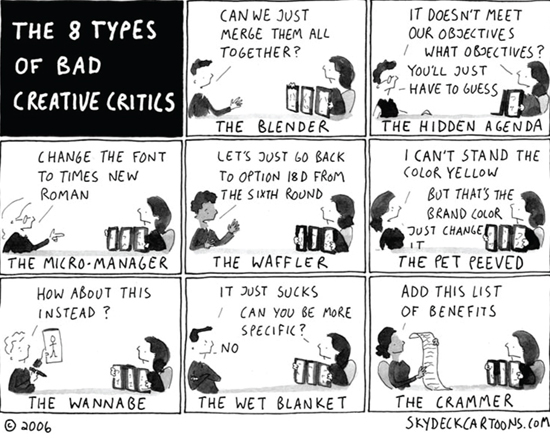 THE 8 TYPES
OF BAD
CREATIVE CRITICS
CAN WE JUST
MERGE THEM ALL
TOGETHER?
THE BLENDER
IT DOESN'T MEET
OUR OBJECTIVES
WHAT OBJECTIVES?
YOU'LL JUST
HAVE TO GUESS
THE HIDDEN AGENDA
CHANGE THE FONT
TO TIMES NEW
ROMAN
THE MICRO-MANAGER
LET'S JUST GO BACK
TO OPTION 18D FROM
THE SIXTH ROUND
THE WAFFLER
I CAN'T STAND THE
COLOR YELLOW
BUT THAT'S THE
BRAND COLOR
JUST CHANGE
IT
THE PET PEEVED
HOW ABOUT THIS
INSTEAD?
THE WANNABE
IT JUST SUCKS
CAN YOU BE MORE
SPECIFIC?
NO
THE WET BLANKET
ADD THIS LIST
OF BENEFITS
THE CRAMMER
© 2006
SKYDECKCARTOONS.COM